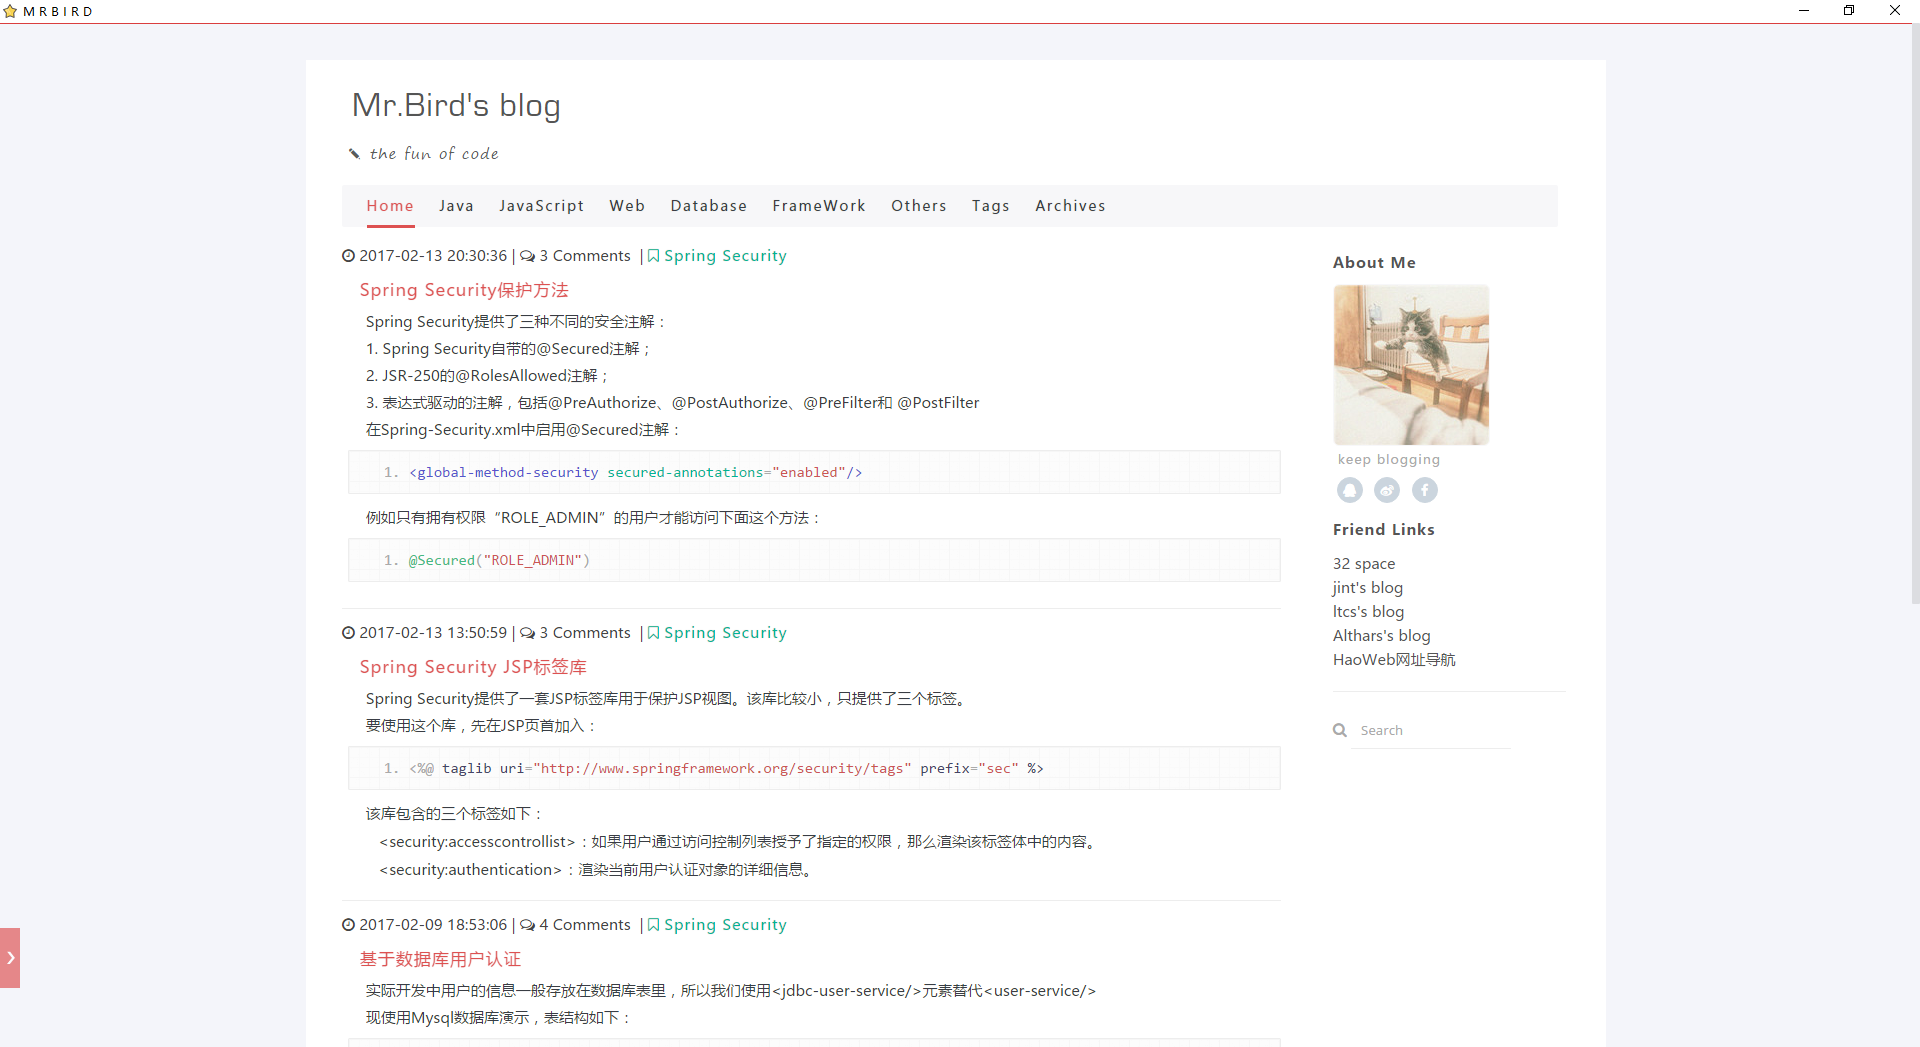 MRBIRD
Mr.Bird's blog
the fun of code
Home Java JavaScript Web Database FrameWork Others Tags Archives
2017-02-13 20:30:36 | 3 Comments | Spring Security
Spring Security保护方法
Spring Security提供了三种不同的安全注解：
1. Spring Security自带的@Secured注解；
2. JSR-250的@RolesAllowed注解；
3. 表达式驱动的注解，包括@PreAuthorize、@PostAuthorize、@PreFilter和 @PostFilter
在Spring-Security.xml中启用@Secured注解：
1. <global-method-security secured-annotations="enabled"/>
例如只有拥有权限“ROLE_ADMIN”的用户才能访问下面这个方法：
1. @Secured("ROLE_ADMIN")
2017-02-13 13:50:59 | 3 Comments | Spring Security
Spring Security JSP标签库
Spring Security提供了一套JSP标签库用于保护JSP视图。该库比较小，只提供了三个标签。
要使用这个库，先在JSP页首加入：
1. <%@ taglib uri="http://www.springframework.org/security/tags" prefix="sec" %>
该库包含的三个标签如下：
<security:accesscontrollist>：如果用户通过访问控制列表授予了指定的权限，那么渲染该标签体中的内容。
<security:authentication>：渲染当前用户认证对象的详细信息。
2017-02-09 18:53:06 | 4 Comments | Spring Security
基于数据库用户认证
实际开发中用户的信息一般存放在数据库表里，所以我们使用<jdbc-user-service/>元素替代<user-service/>
现使用Mysql数据库演示，表结构如下：
About Me
keep blogging
Friend Links
32 space
jint's blog
ltcs's blog
Althars's blog
HaoWeb网址导航
Search